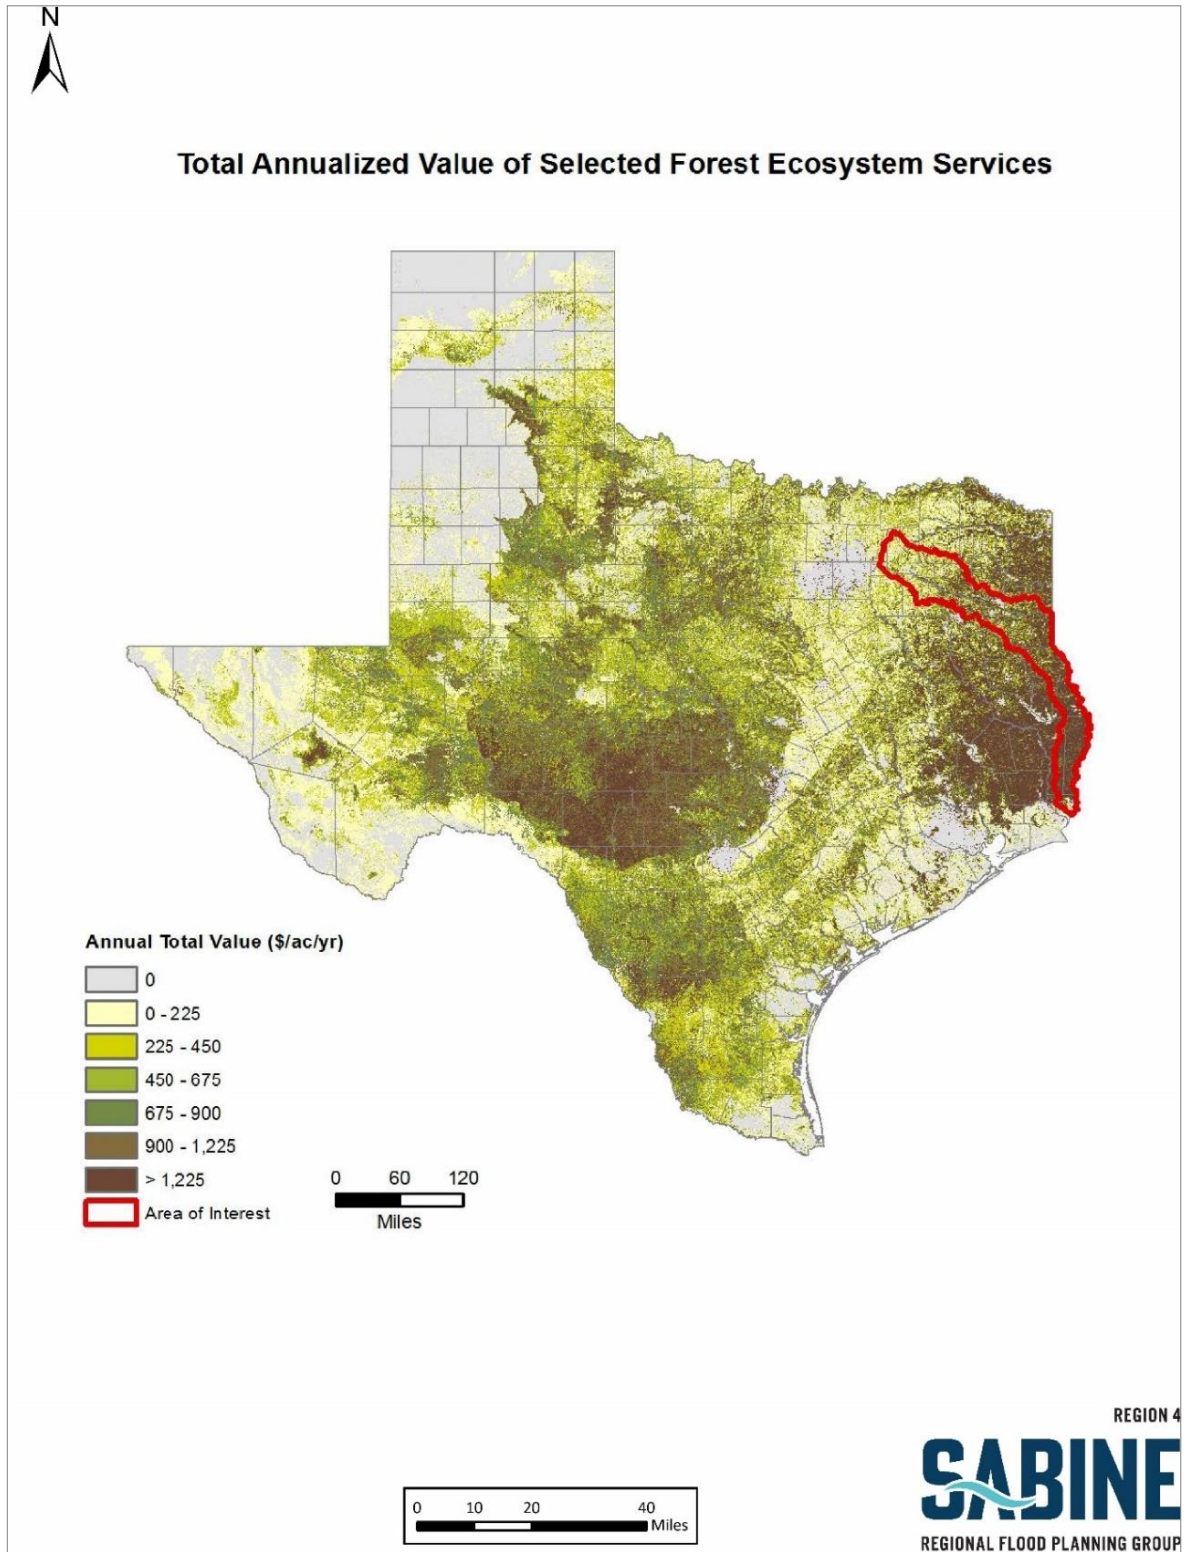 N
Total Annualized Value of Selected Forest Ecosystem Services
Annual Total Value ($/ac/yr)
0
0 - 225
225 - 450
450 - 675
675 - 900
900 - 1,225
> 1,225
Area of Interest
0 60 120
Miles
REGION 4
SABINE
REGIONAL FLOOD PLANNING GROUP
0 10 20 40
Miles